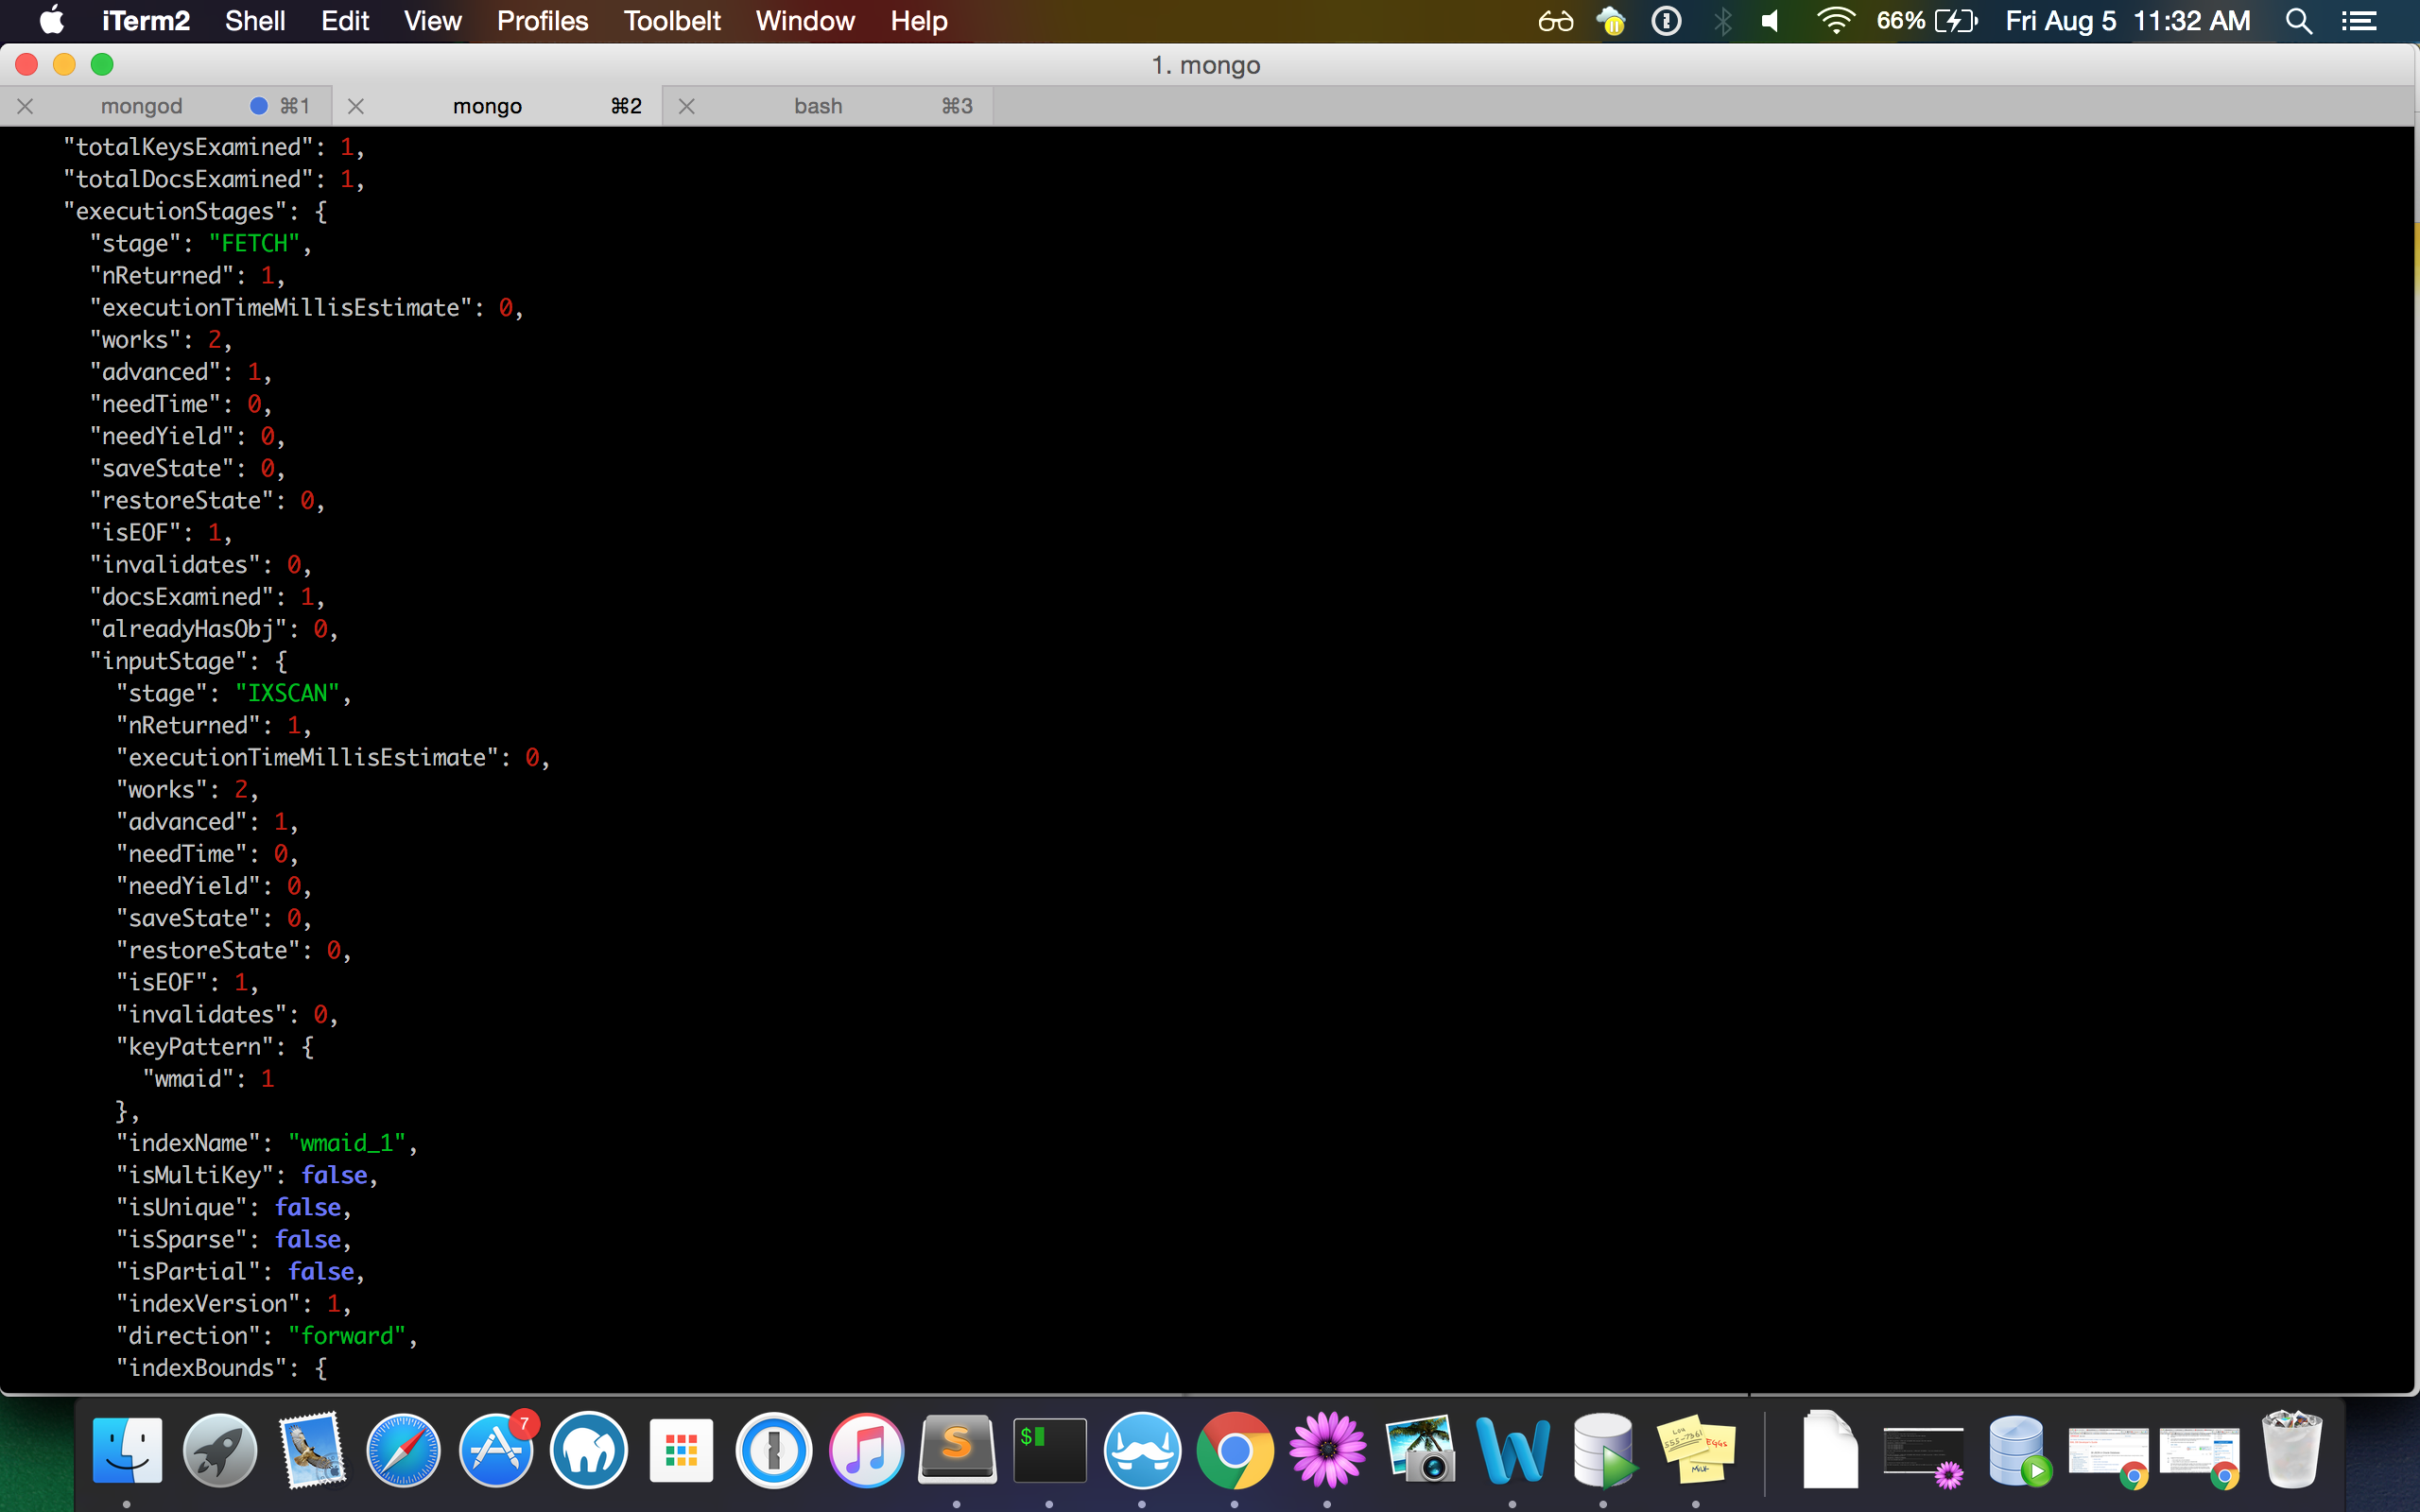 iTerm2 Shell Edit View Profiles Toolbelt Window Help 66% Fri Aug 5 11:32 AM
1. mongo
mongod ⌘1 mongo ⌘2 bash ⌘3
"totalKeysExamined": 1,
"totalDocsExamined": 1,
"executionStages": {
"stage": "FETCH",
"nReturned": 1,
"executionTimeMillisEstimate": 0,
"works": 2,
"advanced": 1,
"needTime": 0,
"needYield": 0,
"saveState": 0,
"restoreState": 0,
"isEOF": 1,
"invalidates": 0,
"docsExamined": 1,
"alreadyHasObj": 0,
"inputStage": {
"stage": "IXSCAN",
"nReturned": 1,
"executionTimeMillisEstimate": 0,
"works": 2,
"advanced": 1,
"needTime": 0,
"needYield": 0,
"saveState": 0,
"restoreState": 0,
"isEOF": 1,
"invalidates": 0,
"keyPattern": {
"wmaid": 1
},
"indexName": "wmaid_1",
"isMultiKey": false,
"isUnique": false,
"isSparse": false,
"isPartial": false,
"indexVersion": 1,
"direction": "forward",
"indexBounds": {
7
$
EGGS
MILK